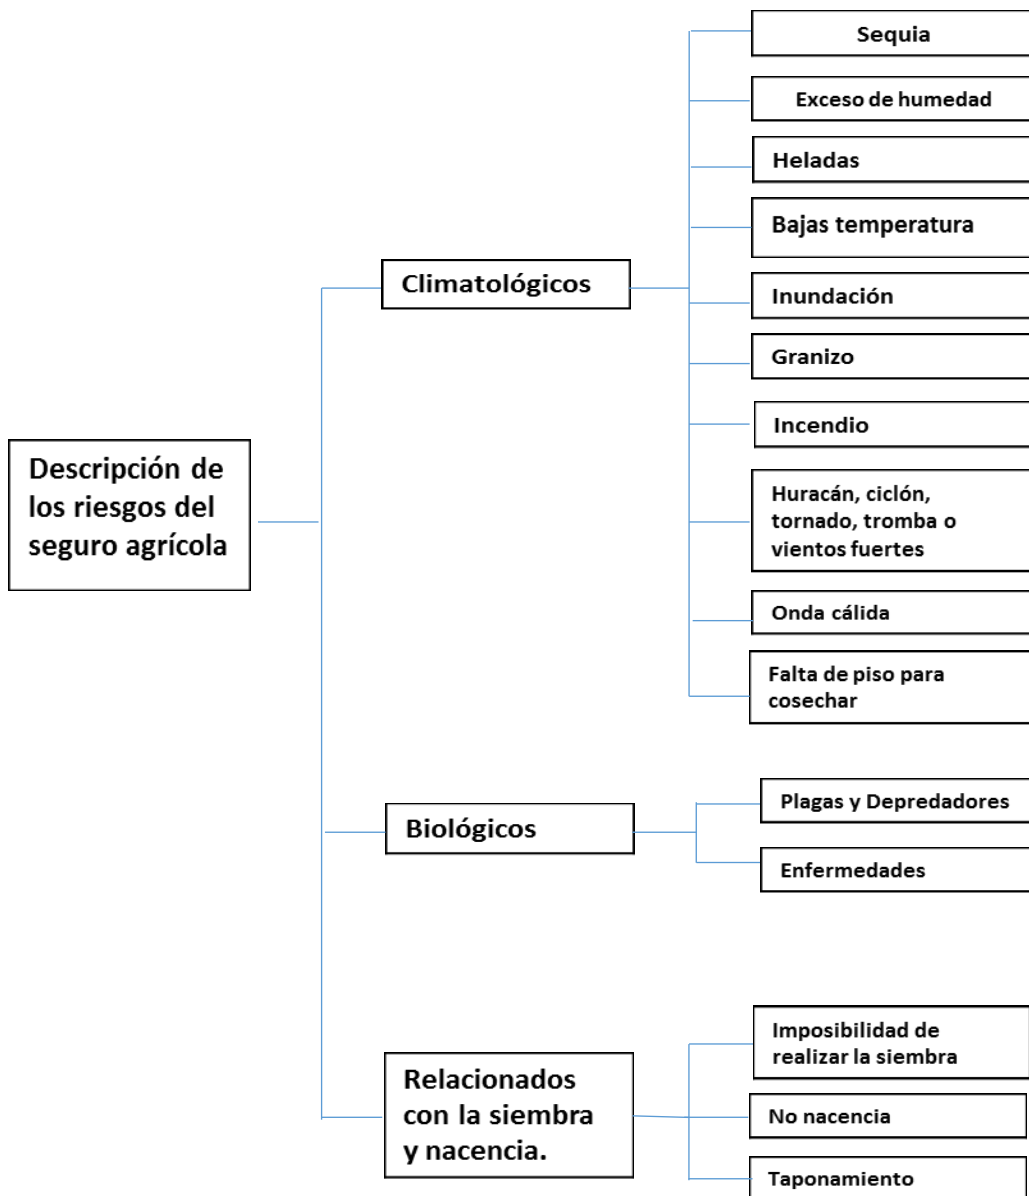 Descripción de
los riesgos del
seguro agrícola
Climatológicos
Sequia
Exceso de humedad
Heladas
Bajas temperatura
Inundación
Granizo
Incendio
Huracán, ciclón,
tornado, tromba o
vientos fuertes
Onda cálida
Falta de piso para
cosechar
Biológicos
Plagas y Depredadores
Enfermedades
Relacionados
con la siembra
y nacencia.
Imposibilidad de
realizar la siembra
No nacencia
Taponamiento